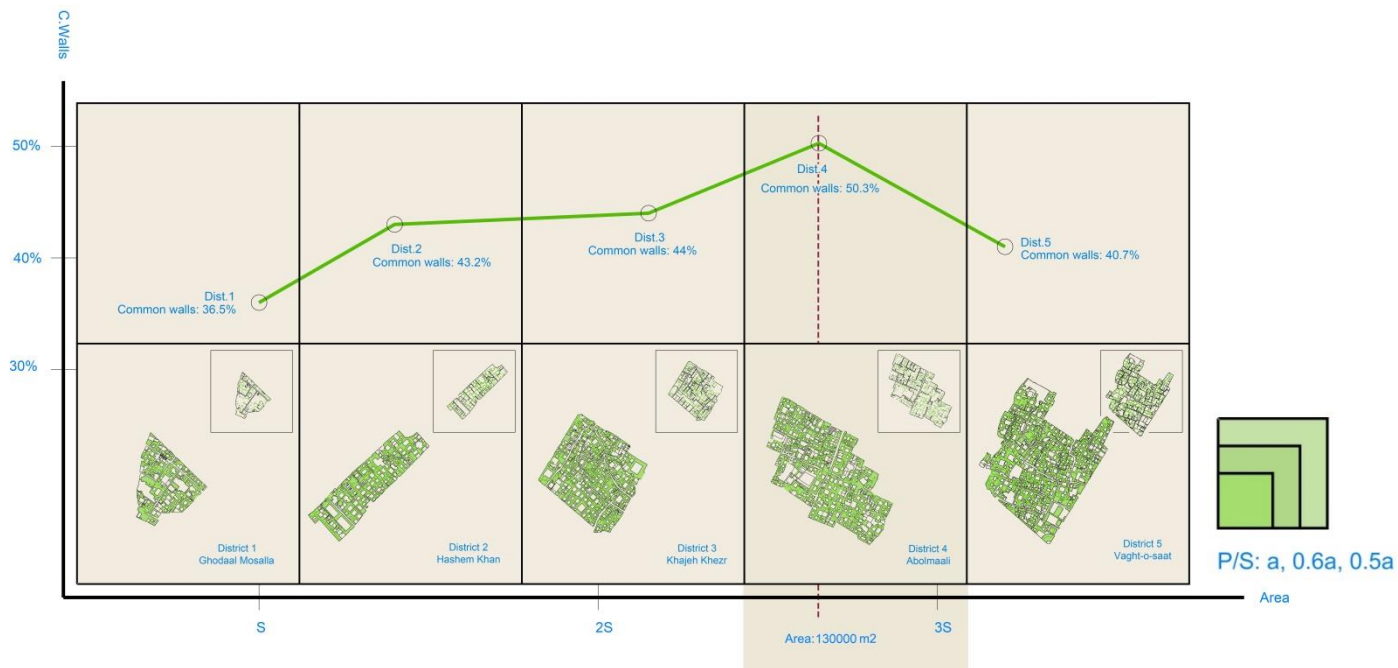 C.Walls
50%
40%
30%
Dist.1
Common walls: 36.5%
Dist.2
Common walls: 43.2%
Dist.3
Common walls: 44%
Dist.4
Common walls: 50.3%
Dist.5
Common walls: 40.7%
District 1
Ghodaal Mosalla
District 2
Hashem Khan
District 3
Khajeh Khezr
District 4
Abolmaali
District 5
Vaght-o-saat
P/S: a, 0.6a, 0.5a
Area
S
2S
3S
Area:130000 m2